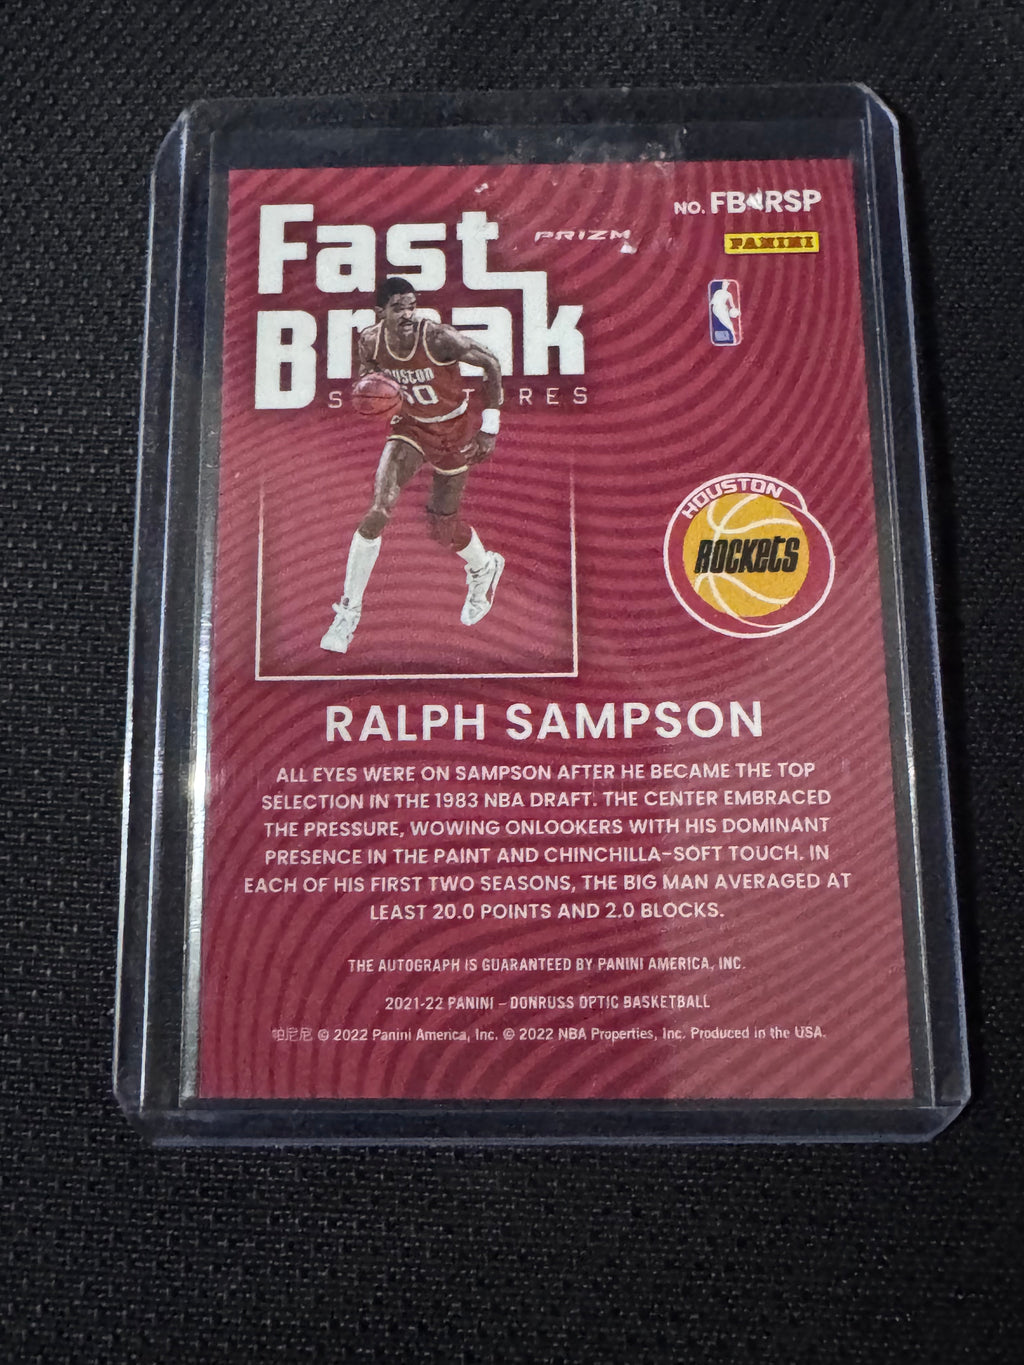 NO. FB-RSP
PANINI
Fast
PRIZM
Break
HOUSTON
ROCKETS
RALPH SAMPSON
ALL EYES WERE ON SAMPSON AFTER HE BECAME THE TOP
SELECTION IN THE 1983 NBA DRAFT. THE CENTER EMBRACED
THE PRESSURE, WOWING ONLOOKERS WITH HIS DOMINANT
PRESENCE IN THE PAINT AND CHINCHILLA-SOFT TOUCH. IN
EACH OF HIS FIRST TWO SEASONS, THE BIG MAN AVERAGED AT
LEAST 20.0 POINTS AND 2.0 BLOCKS.
THE AUTOGRAPH IS GUARANTEED BY PANINI AMERICA, INC.
2021-22 PANINI – DONRUSS OPTIC BASKETBALL
帕尼尼 © 2022 Panini America, Inc. © 2022 NBA Properties, Inc. Produced in the USA.